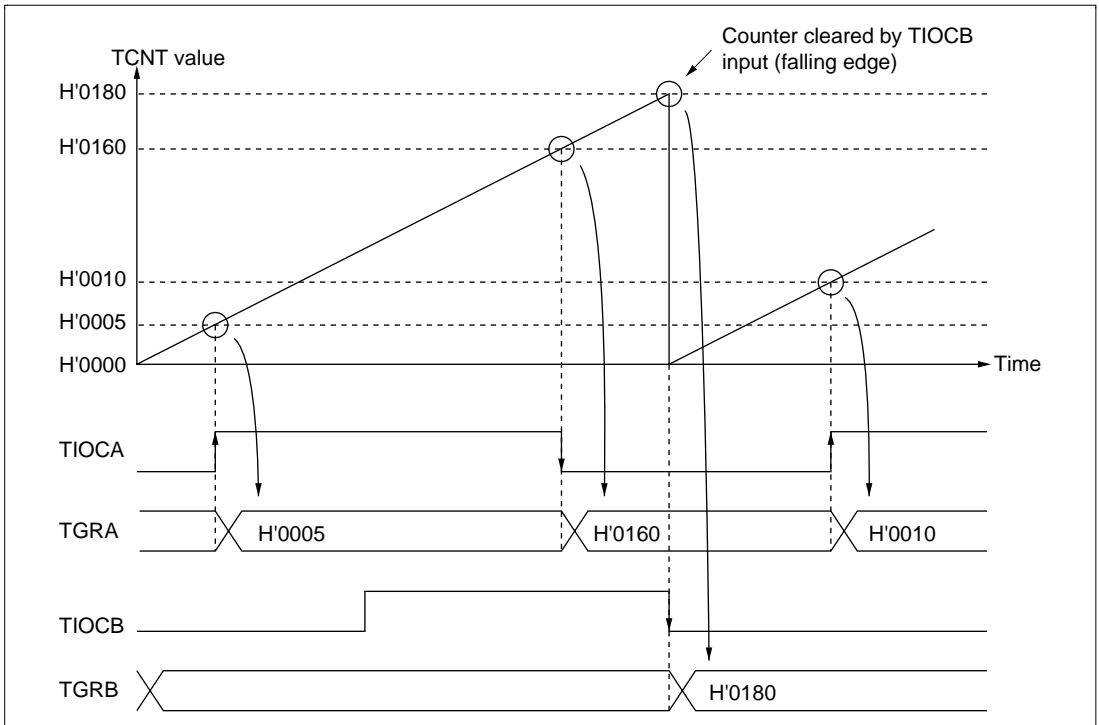 Counter cleared by TIOCB
input (falling edge)
TCNT value
H'0180
H'0160
H'0010
H'0005
H'0000
Time
TIOCA
TGRA
H'0005
H'0160
H'0010
TIOCB
TGRB
H'0180